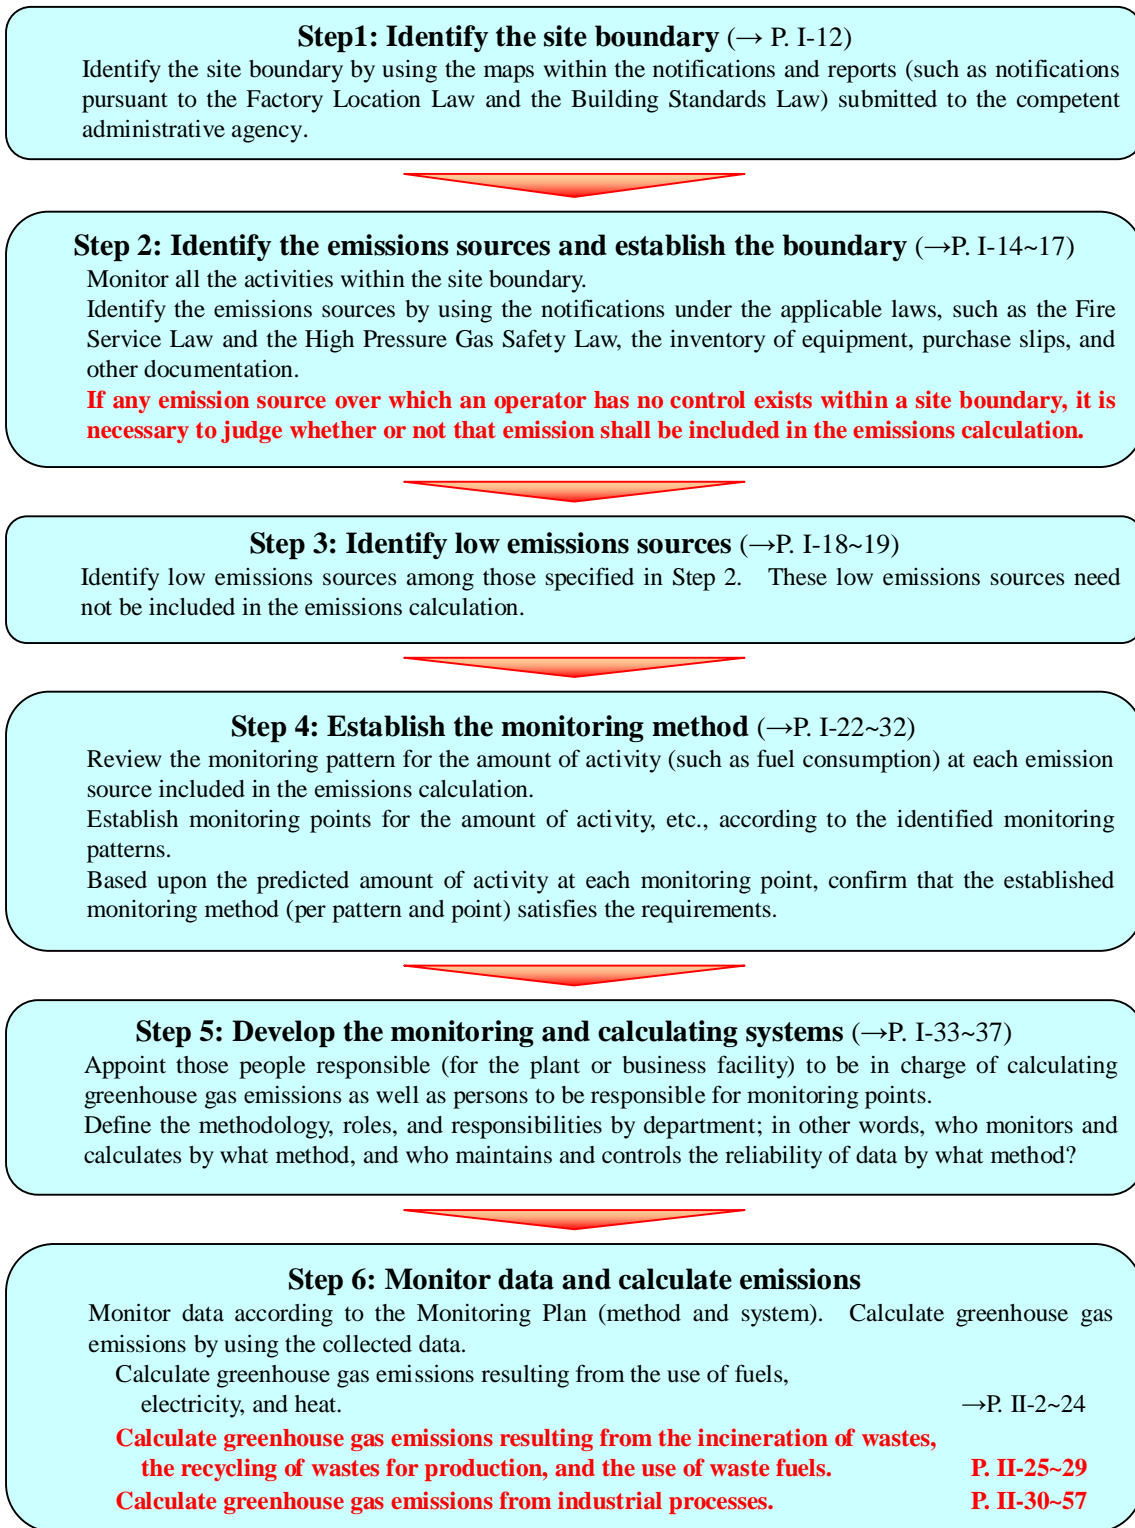 Step1: Identify the site boundary (→ P. I-12)
Identify the site boundary by using the maps within the notifications and reports (such as notifications
pursuant to the Factory Location Law and the Building Standards Law) submitted to the competent
administrative agency.
Step 2: Identify the emissions sources and establish the boundary (→P. I-14~17)
Monitor all the activities within the site boundary.
Identify the emissions sources by using the notifications under the applicable laws, such as the Fire
Service Law and the High Pressure Gas Safety Law, the inventory of equipment, purchase slips, and
other documentation.
If any emission source over which an operator has no control exists within a site boundary, it is
necessary to judge whether or not that emission shall be included in the emissions calculation.
Step 3: Identify low emissions sources (→P. I-18~19)
Identify low emissions sources among those specified in Step 2. These low emissions sources need
not be included in the emissions calculation.
Step 4: Establish the monitoring method (→P. I-22~32)
Review the monitoring pattern for the amount of activity (such as fuel consumption) at each emission
source included in the emissions calculation.
Establish monitoring points for the amount of activity, etc., according to the identified monitoring
patterns.
Based upon the predicted amount of activity at each monitoring point, confirm that the established
monitoring method (per pattern and point) satisfies the requirements.
Step 5: Develop the monitoring and calculating systems (→P. I-33~37)
Appoint those people responsible (for the plant or business facility) to be in charge of calculating
greenhouse gas emissions as well as persons to be responsible for monitoring points.
Define the methodology, roles, and responsibilities by department; in other words, who monitors and
calculates by what method, and who maintains and controls the reliability of data by what method?
Step 6: Monitor data and calculate emissions
Monitor data according to the Monitoring Plan (method and system). Calculate greenhouse gas
emissions by using the collected data.
Calculate greenhouse gas emissions resulting from the use of fuels,
electricity, and heat. →P. II-2~24
Calculate greenhouse gas emissions resulting from the incineration of wastes,
the recycling of wastes for production, and the use of waste fuels. P. II-25~29
Calculate greenhouse gas emissions from industrial processes. P. II-30~57